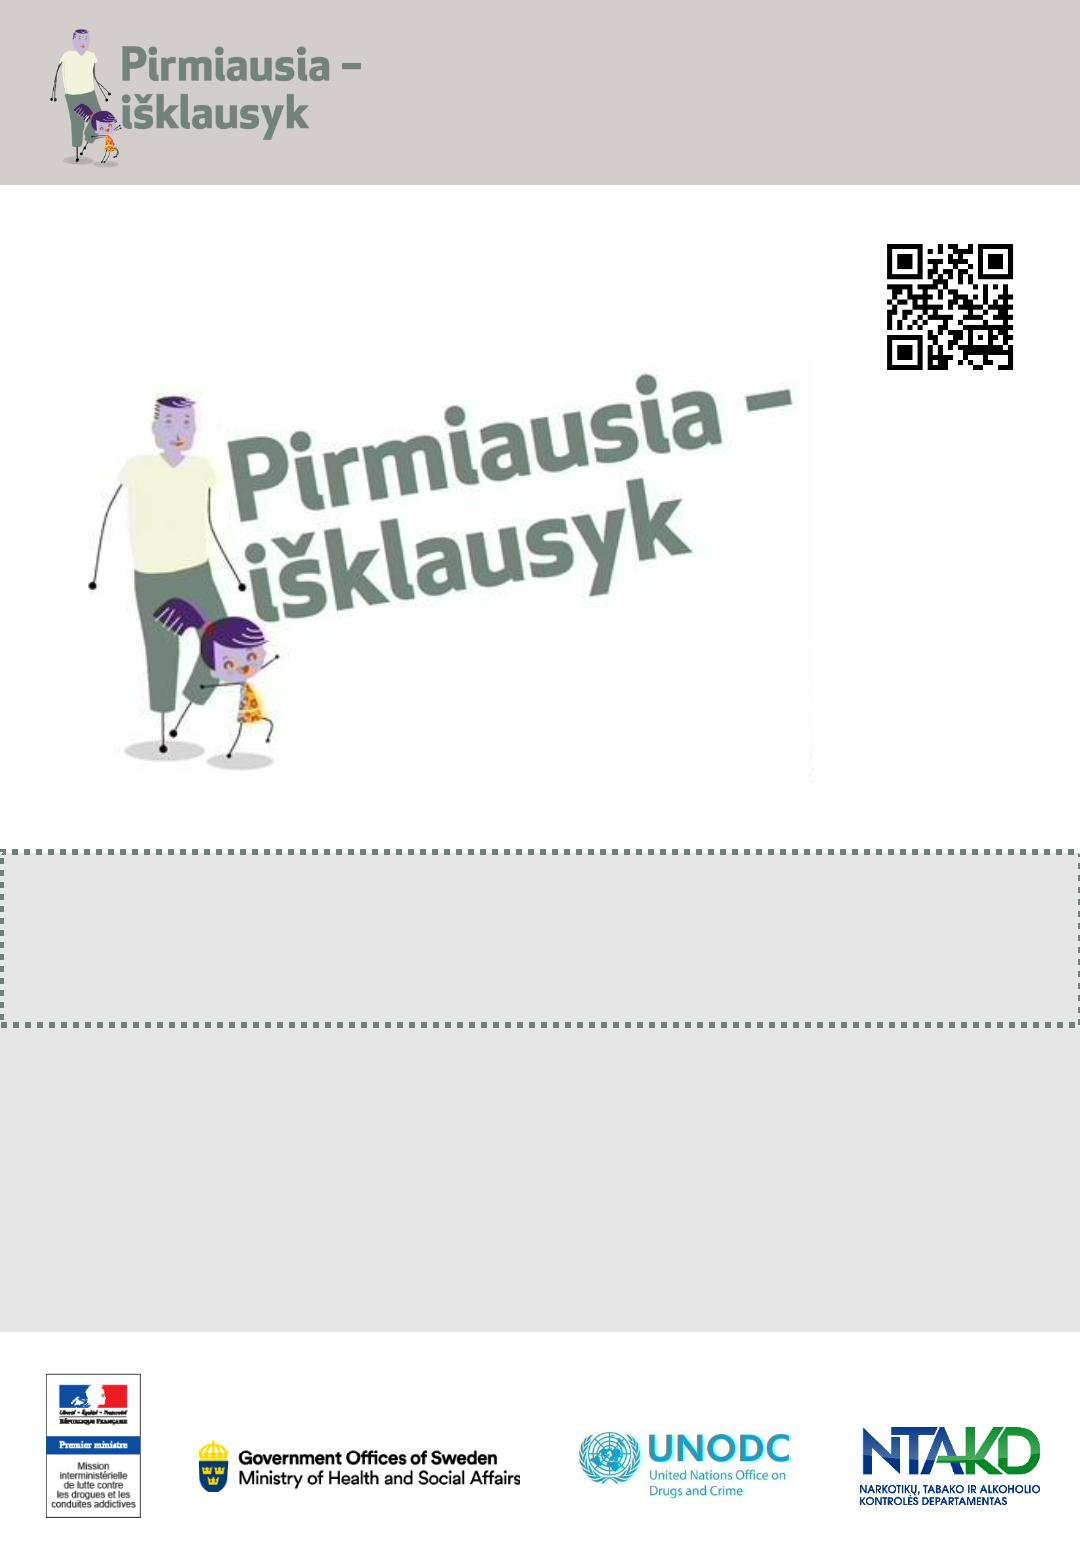 Pirmiausia –
išklausyk
Pirmiausia –
išklausyk
Liberté • Égalité • Fraternité
RÉPUBLIQUE FRANÇAISE
Premier ministre
Mission
interministérielle
de lutte contre
les drogues et les
conduites addictives
Government Offices of Sweden
Ministry of Health and Social Affairs
UNODC
United Nations Office on
Drugs and Crime
NTAKD
NARKOTIKŲ, TABAKO IR ALKOHOLIO
KONTROLĖS DEPARTAMENTAS